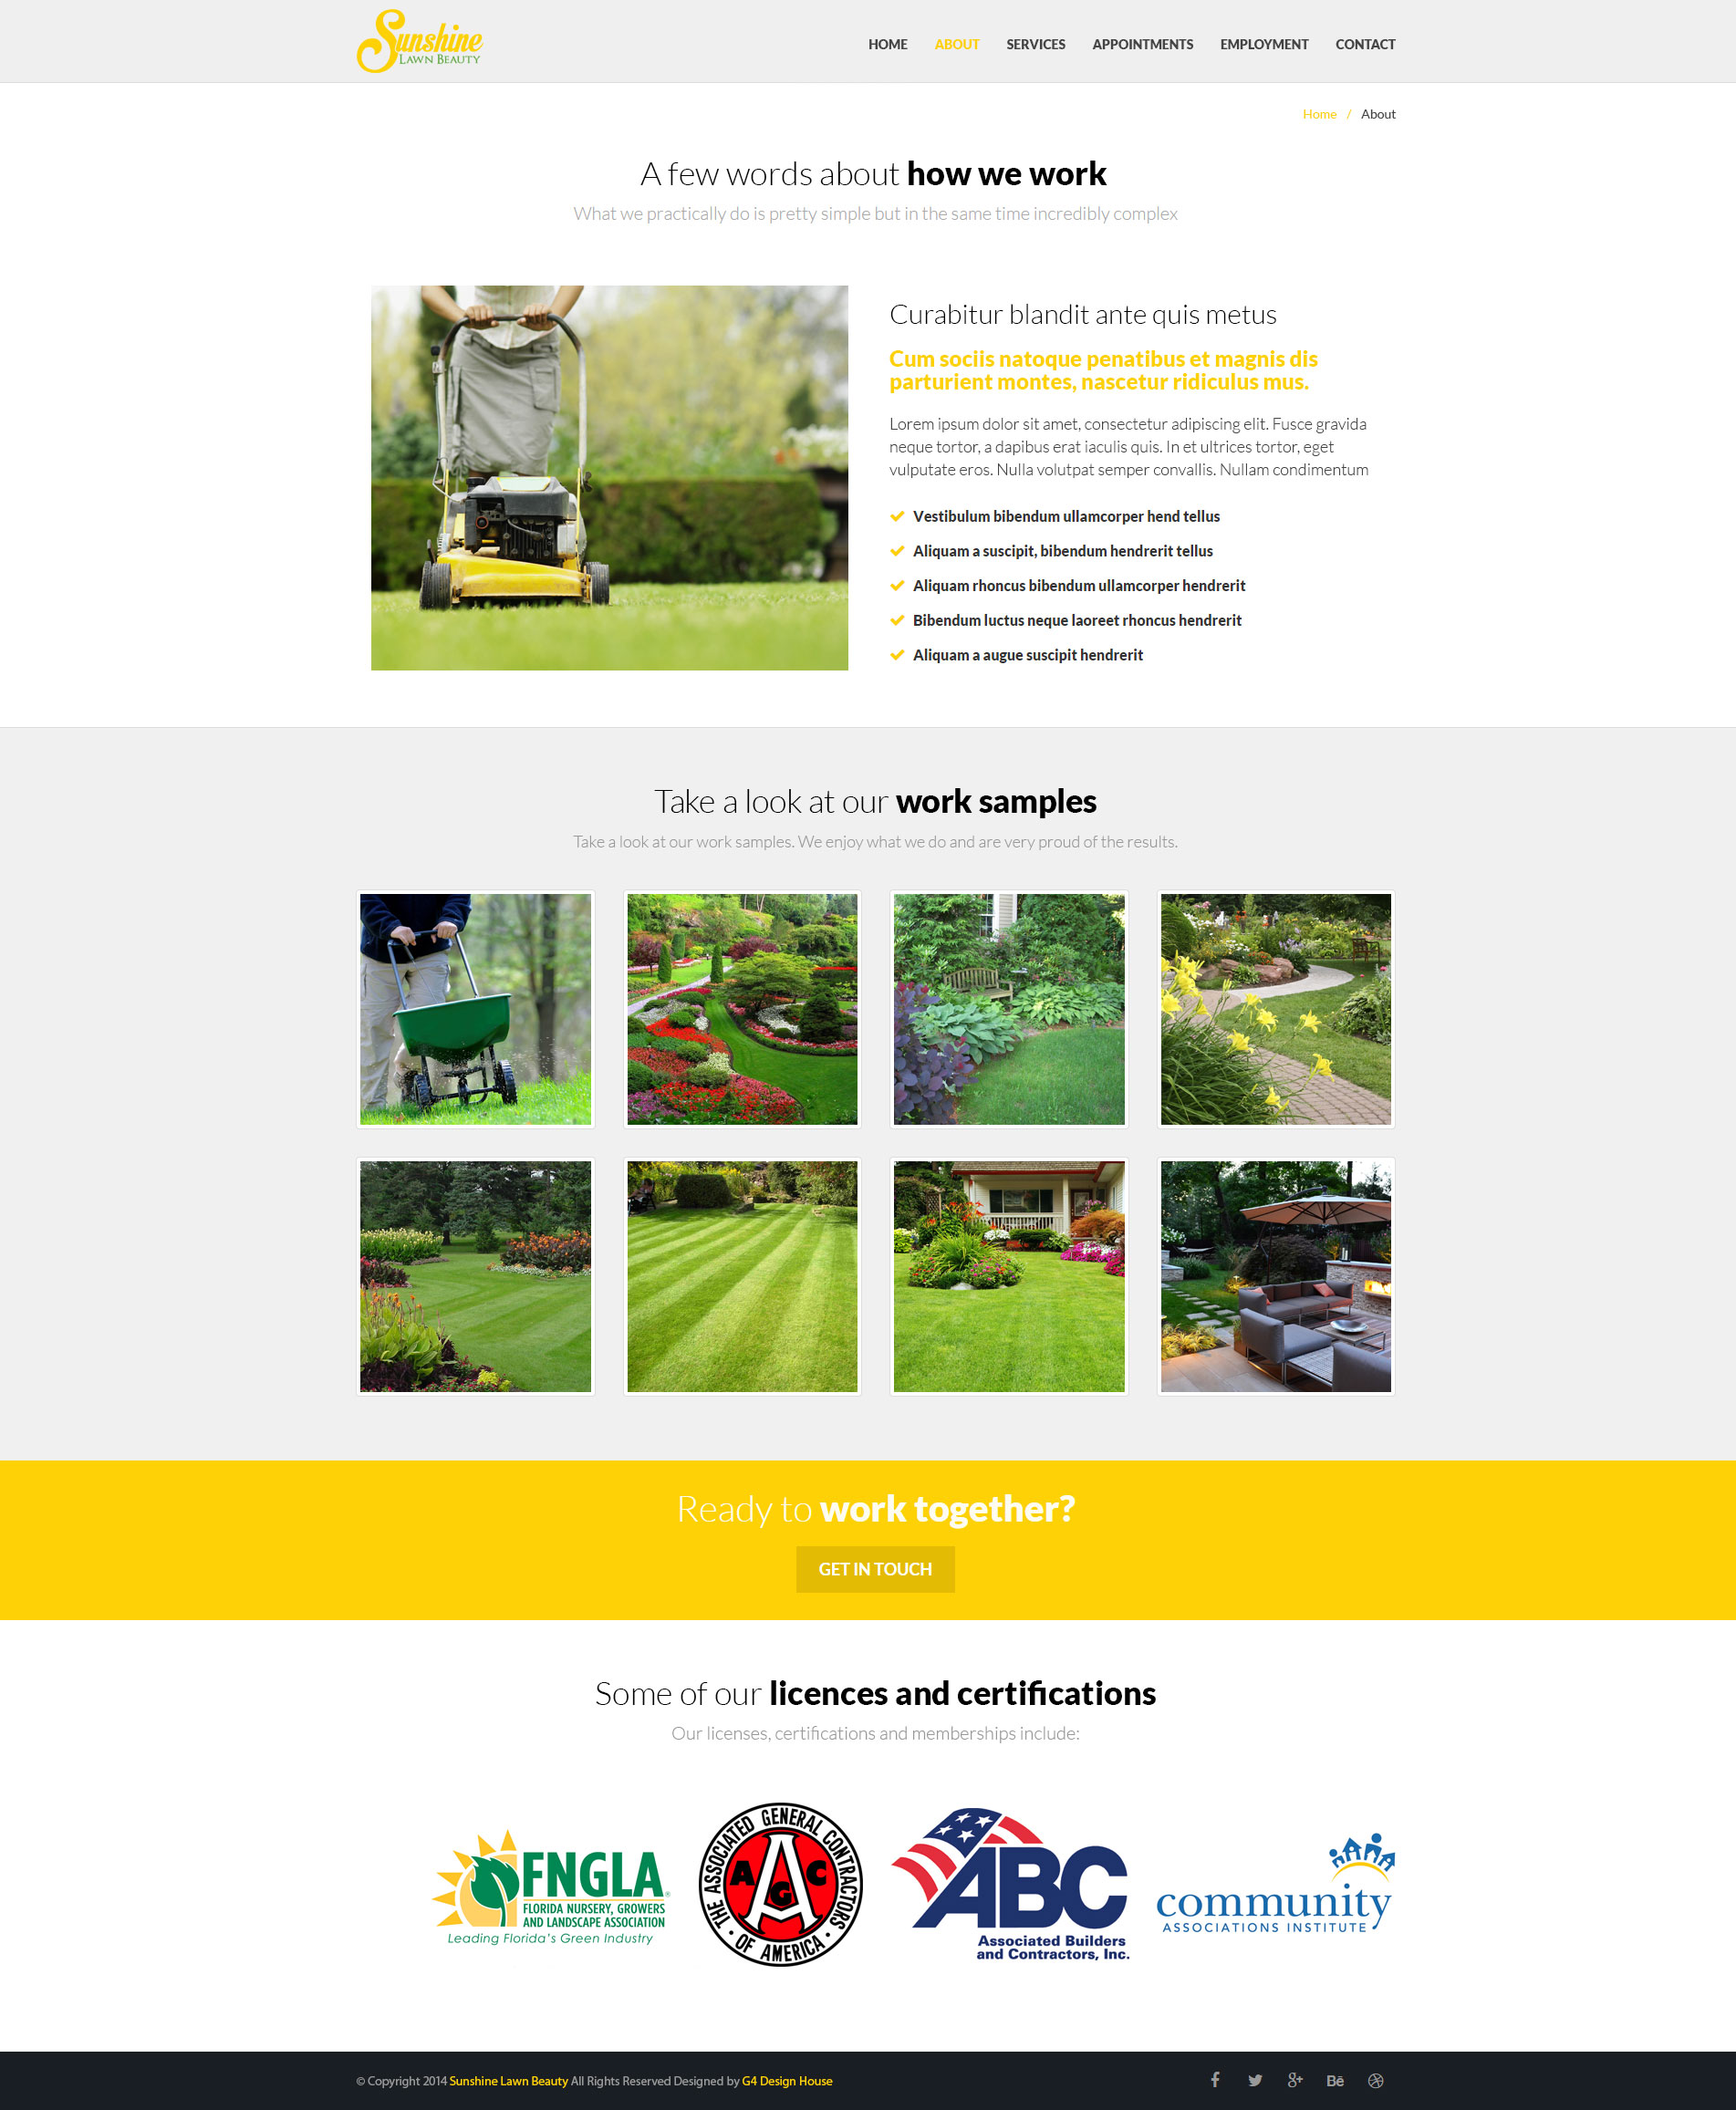 Sunshine
LAWN BEAUTY
HOME ABOUT SERVICES APPOINTMENTS EMPLOYMENT CONTACT
Home / About
A few words about how we work
What we practically do is pretty simple but in the same time incredibly complex
Curabitur blandit ante quis metus
Cum sociis natoque penatibus et magnis dis
parturient montes, nascetur ridiculus mus.
Lorem ipsum dolor sit amet, consectetur adipiscing elit. Fusce gravida
neque tortor, a dapibus erat iaculis quis. In et ultrices tortor, eget
vulputate eros. Nulla volutpat semper convallis. Nullam condimentum
Vestibulum bibendum ullamcorper hend tellus
Aliquam a suscipit, bibendum hendrerit tellus
Aliquam rhoncus bibendum ullamcorper hendrerit
Bibendum luctus neque laoreet rhoncus hendrerit
Aliquam a augue suscipit hendrerit
Take a look at our work samples
Take a look at our work samples. We enjoy what we do and are very proud of the results.
Ready to work together?
GET IN TOUCH
Some of our licences and certifications
Our licenses, certifications and memberships include:
FNGLA®
FLORIDA NURSERY, GROWERS
AND LANDSCAPE ASSOCIATION
Leading Florida's Green Industry
THE ASSOCIATED GENERAL CONTRACTORS
AGC
OF AMERICA
ABC
Associated Builders
and Contractors, Inc.
community
ASSOCIATIONS INSTITUTE
© Copyright 2014 Sunshine Lawn Beauty All Rights Reserved Designed by G4 Design House